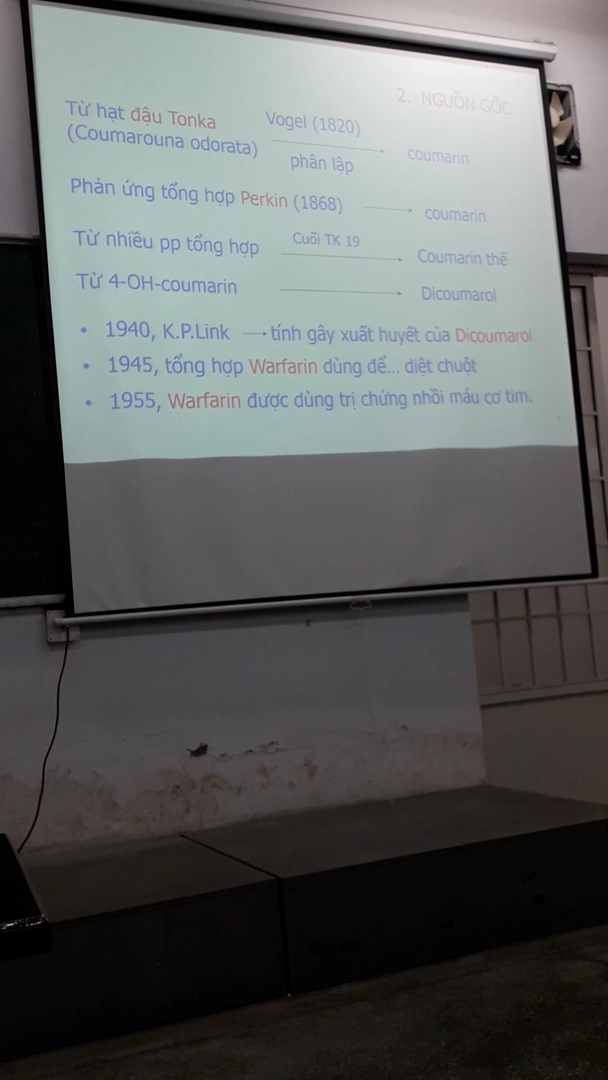 2. NGUỒN GỐC
Từ hạt đậu Tonka Vogel (1820)
(Coumarouna odorata) phân lập coumarin
Phản ứng tổng hợp Perkin (1868) coumarin
Từ nhiều pp tổng hợp Cuối TK 19 Coumarin thế
Từ 4-OH-coumarin Dicoumarol
• 1940, K.P.Link → tính gây xuất huyết của Dicoumarol
• 1945, tổng hợp Warfarin dùng để... diệt chuột
• 1955, Warfarin được dùng trị chứng nhồi máu cơ tim.